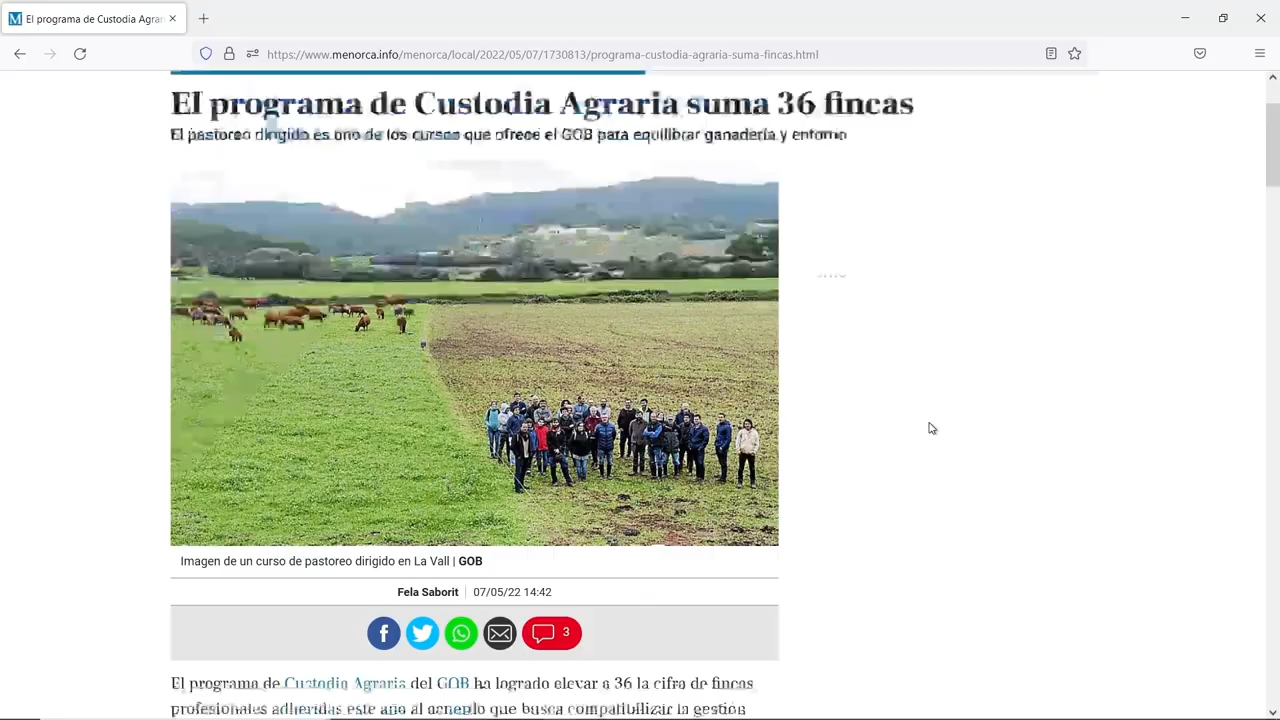 El programa de Custodia Agrar
https://www.menorca.info/menorca/local/2022/05/07/1730813/programa-custodia-agraria-suma-fincas.html
El programa de Custodia Agraria suma 36 fincas
El pastoreo dirigido es uno de los cursos que ofrece el GOB para equilibrar ganadería y entorno
Imagen de un curso de pastoreo dirigido en La Vall | GOB
Fela Saborit 07/05/22 14:42
3
El programa de Custodia Agraria del GOB ha logrado elevar a 36 la cifra de fincas
profesionales adheridas este año al acuerdo que busca compatibilizar la gestión